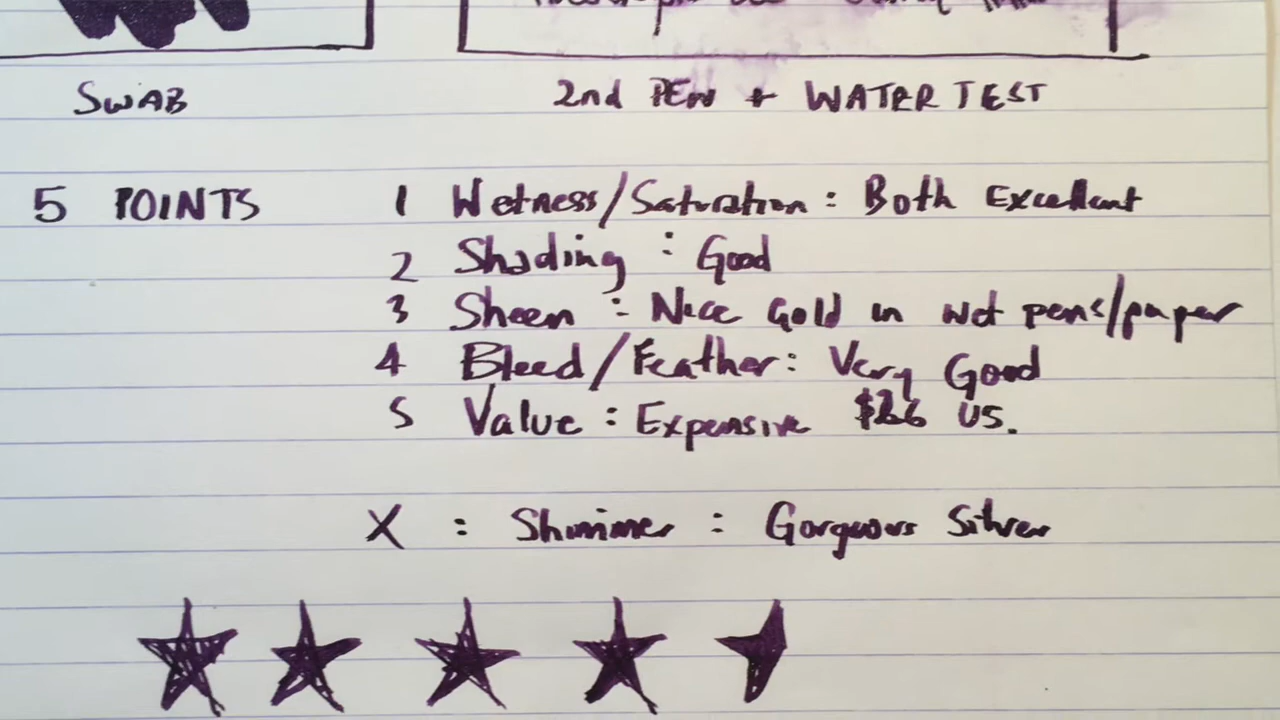 SWAB
2nd PEN + WATER TEST
5 POINTS
1 Wetness/Saturation : Both Excellent
2 Shading : Good
3 Sheen : Nice Gold in wet pens/paper
4 Bleed/Feather: Very Good
5 Value : Expensive $26 US.
X : Shimmer : Gorgeous Silver